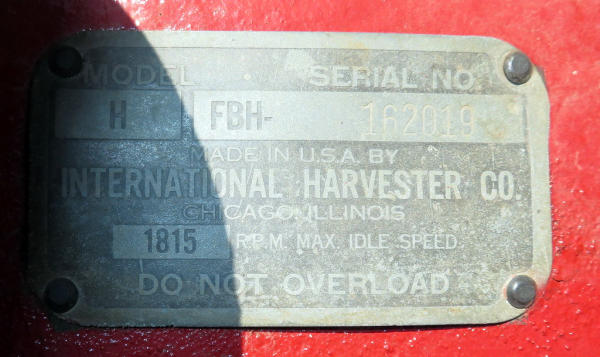 MODEL SERIAL NO
H FBH- 162019
MADE IN U.S.A. BY
INTERNATIONAL HARVESTER CO.
CHICAGO, ILLINOIS
1815 R.P.M. MAX. IDLE SPEED.
DO NOT OVERLOAD